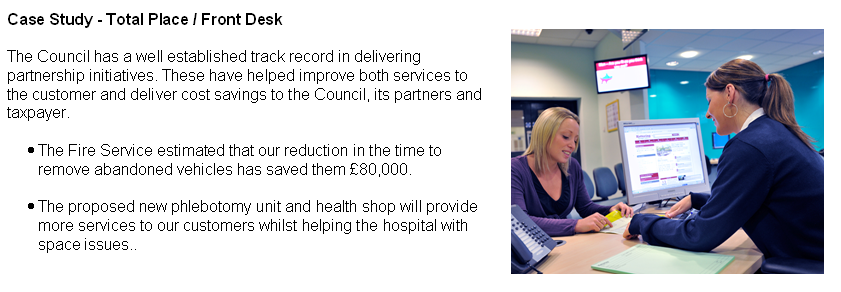 Case Study - Total Place / Front Desk
The Council has a well established track record in delivering
partnership initiatives. These have helped improve both services to
the customer and deliver cost savings to the Council, its partners and
taxpayer.
• The Fire Service estimated that our reduction in the time to
remove abandoned vehicles has saved them £80,000.
• The proposed new phlebotomy unit and health shop will provide
more services to our customers whilst helping the hospital with
space issues..